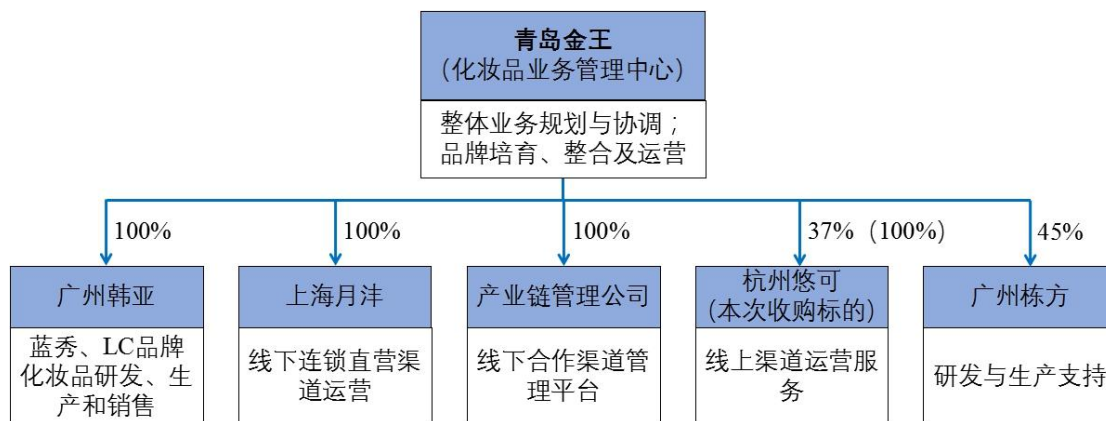 青岛金王
（化妆品业务管理中心）
整体业务规划与协调；
品牌培育、整合及运营
100%
100%
100%
37%（100%）
45%
广州韩亚
蓝秀、LC品牌
化妆品研发、生
产和销售
上海月沣
线下连锁直营渠
道运营
产业链管理公司
线下合作渠道管
理平台
杭州悠可
(本次收购标的）
线上渠道运营服
务
广州栋方
研发与生产支持